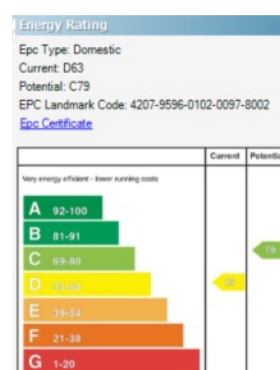 Energy Rating
Epc Type: Domestic
Current: D63
Potential: C79
EPC Landmark Code: 4207-9596-0102-0097-8002
Epc Certificate
Current Potential
Very energy efficient - lower running costs
A 92-100
B 81-91
C 69-80
79
D
E 39-54
F 21-38
G 1-20